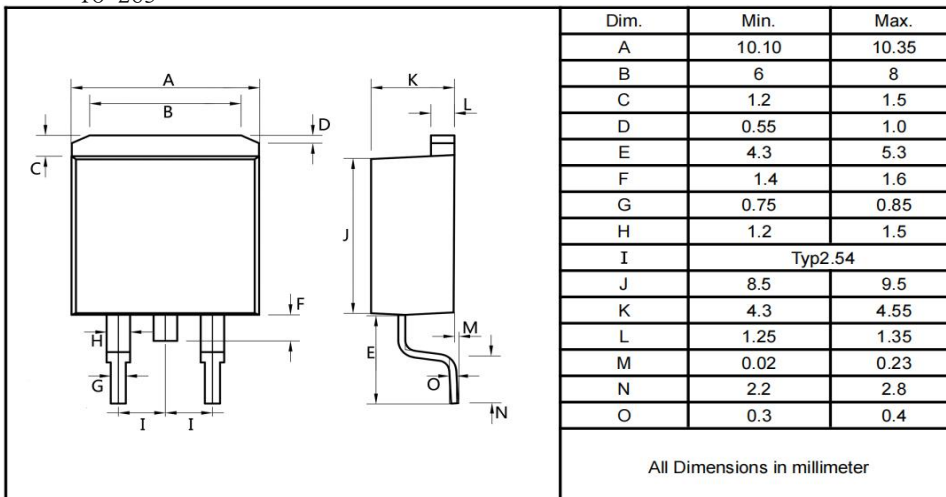 TO-263
Dim. Min. Max.
A 10.10 10.35
B 6 8
C 1.2 1.5
D 0.55 1.0
E 4.3 5.3
F 1.4 1.6
G 0.75 0.85
H 1.2 1.5
I Typ2.54
J 8.5 9.5
K 4.3 4.55
L 1.25 1.35
M 0.02 0.23
N 2.2 2.8
O 0.3 0.4
All Dimensions in millimeter
A
B
D
C
F
H
G
I I
K
L
J
M
E
O
N